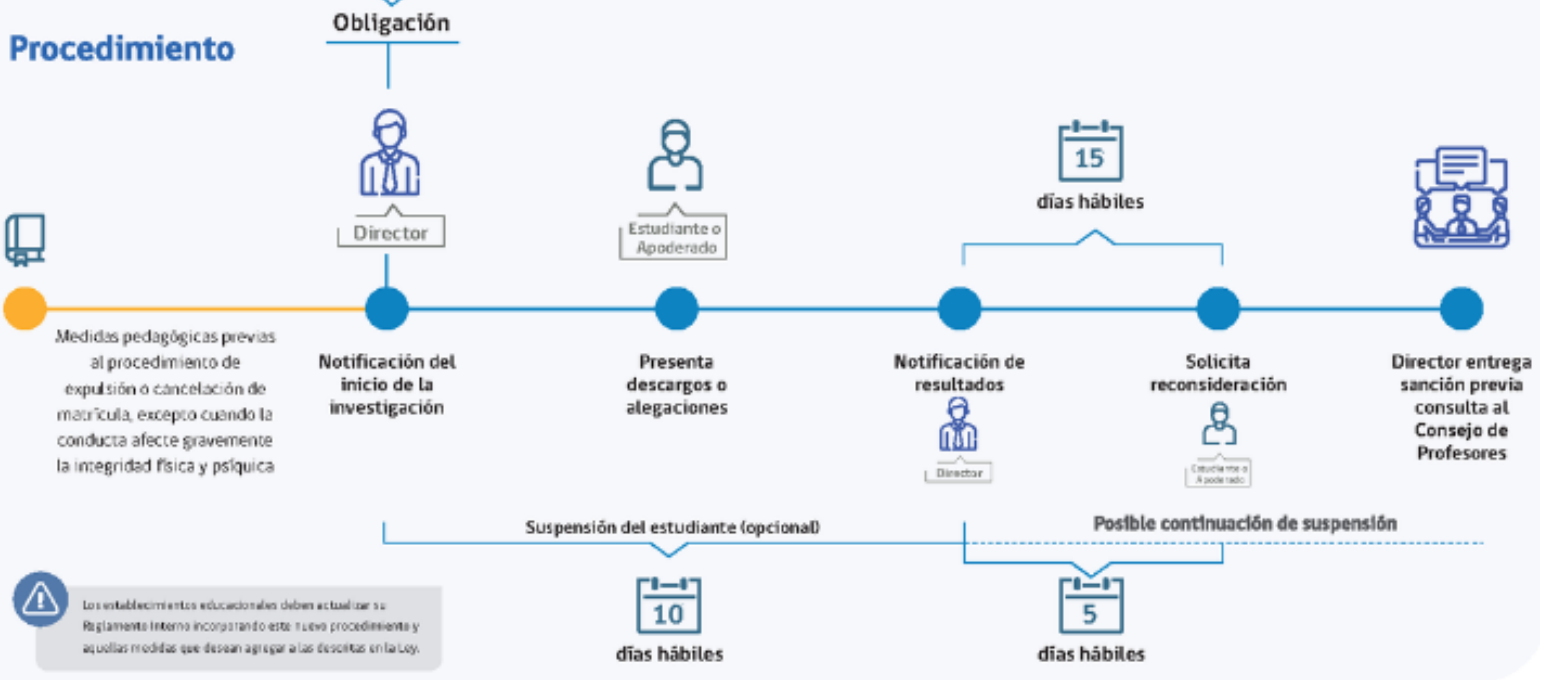 Obligación
Procedimiento
Director
Estudiante o
Apoderado
15
días hábiles
Medidas pedagógicas previas
al procedimiento de
expulsión o cancelación de
matrícula, excepto cuando la
conducta afecte gravemente
la integridad física y psíquica
Notificación del
inicio de la
investigación
Presenta
descargos o
alegaciones
Notificación de
resultados
Director
Solicita
reconsideración
Estudiante o
Apoderado
Director entrega
sanción previa
consulta al
Consejo de
Profesores
Suspensión del estudiante (opcional)
Posible continuación de suspensión
10
días hábiles
5
días hábiles
Los establecimientos educacionales deben actualizar su
Reglamento Interno incorporando este nuevo procedimiento y
aquellas medidas que desean agregar a las descritas en la Ley.